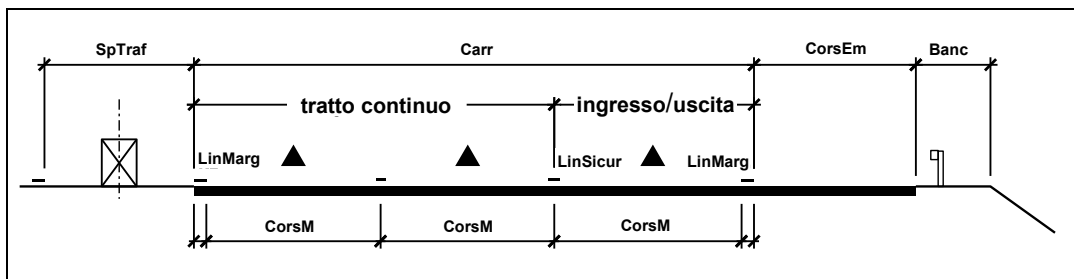 SpTraf Carr CorsEm Banc
tratto continuo ingresso/uscita
LinMarg LinSicur LinMarg
CorsM CorsM CorsM